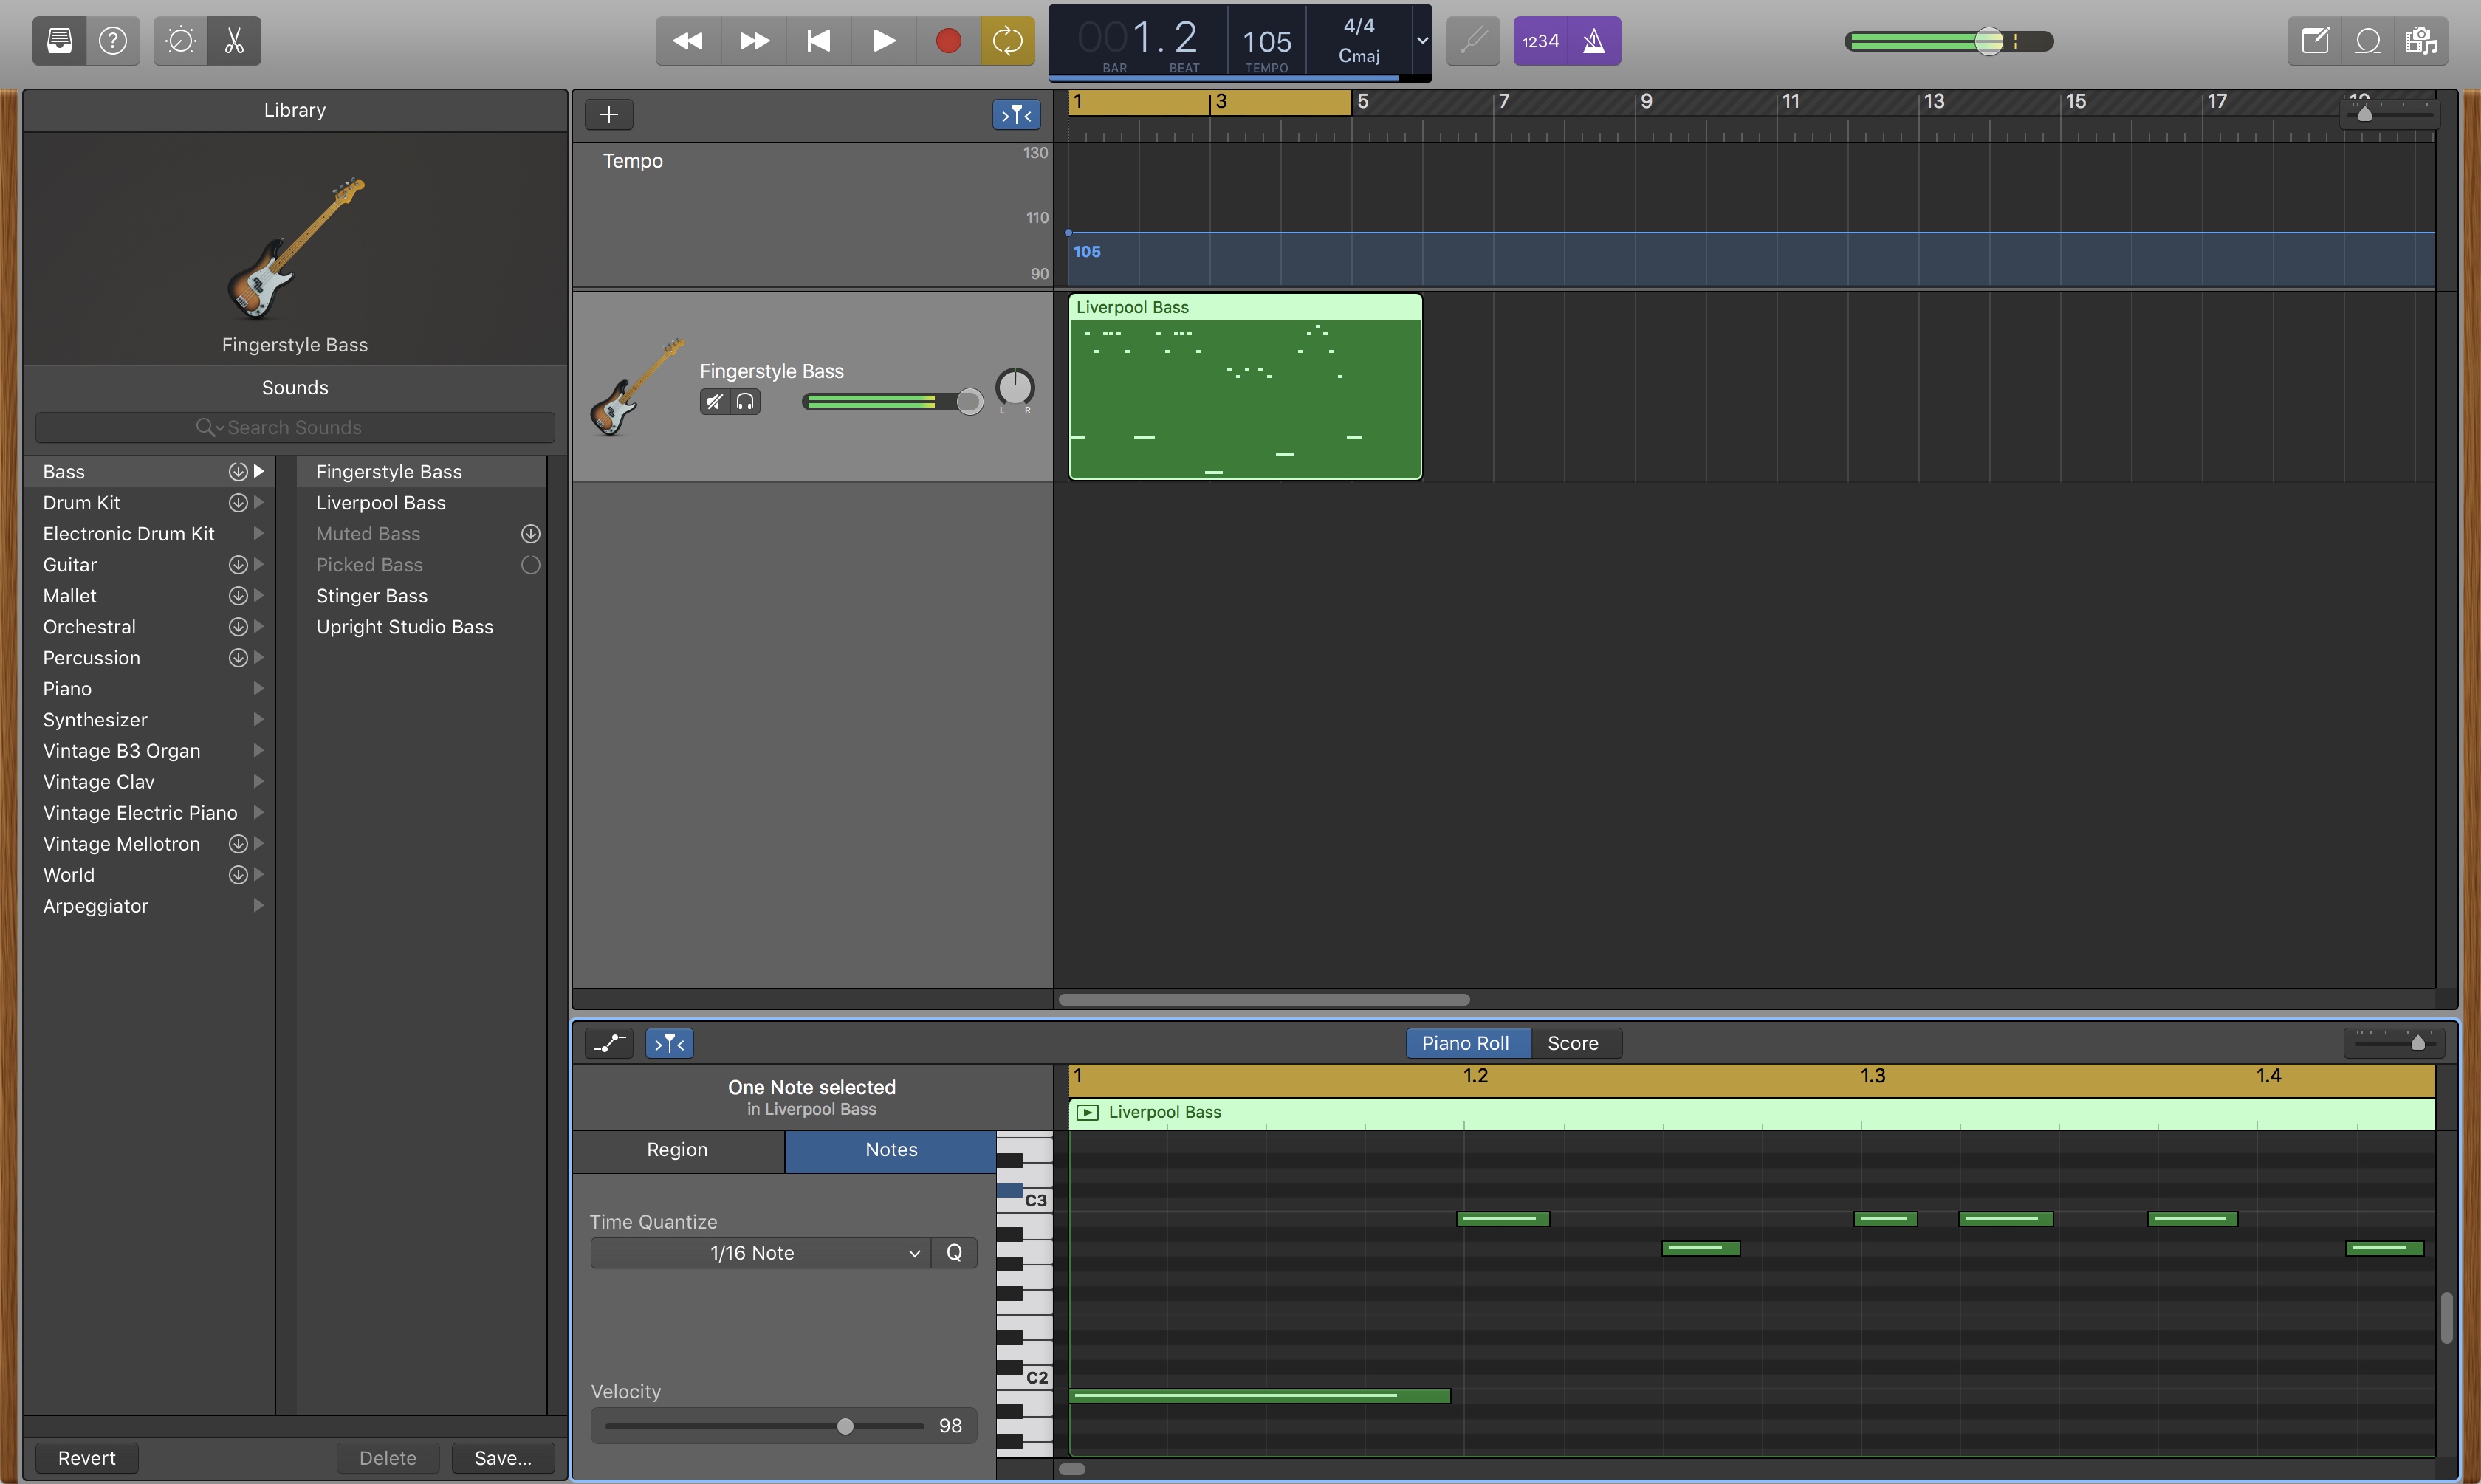 001.2
BAR BEAT
105
TEMPO
4/4
Cmaj
1234
Library
Fingerstyle Bass
Sounds
Search Sounds
Bass
Drum Kit
Electronic Drum Kit
Guitar
Mallet
Orchestral
Percussion
Piano
Synthesizer
Vintage B3 Organ
Vintage Clav
Vintage Electric Piano
Vintage Mellotron
World
Arpeggiator
Fingerstyle Bass
Liverpool Bass
Muted Bass
Picked Bass
Stinger Bass
Upright Studio Bass
Revert
Delete
Save...
1 3 5 7 9 11 13 15 17
Tempo
130
110
90
105
Fingerstyle Bass
L R
Liverpool Bass
Piano Roll
Score
One Note selected
in Liverpool Bass
Region
Notes
Time Quantize
1/16 Note
Q
Velocity
98
1 1.2 1.3 1.4
Liverpool Bass
C3
C2